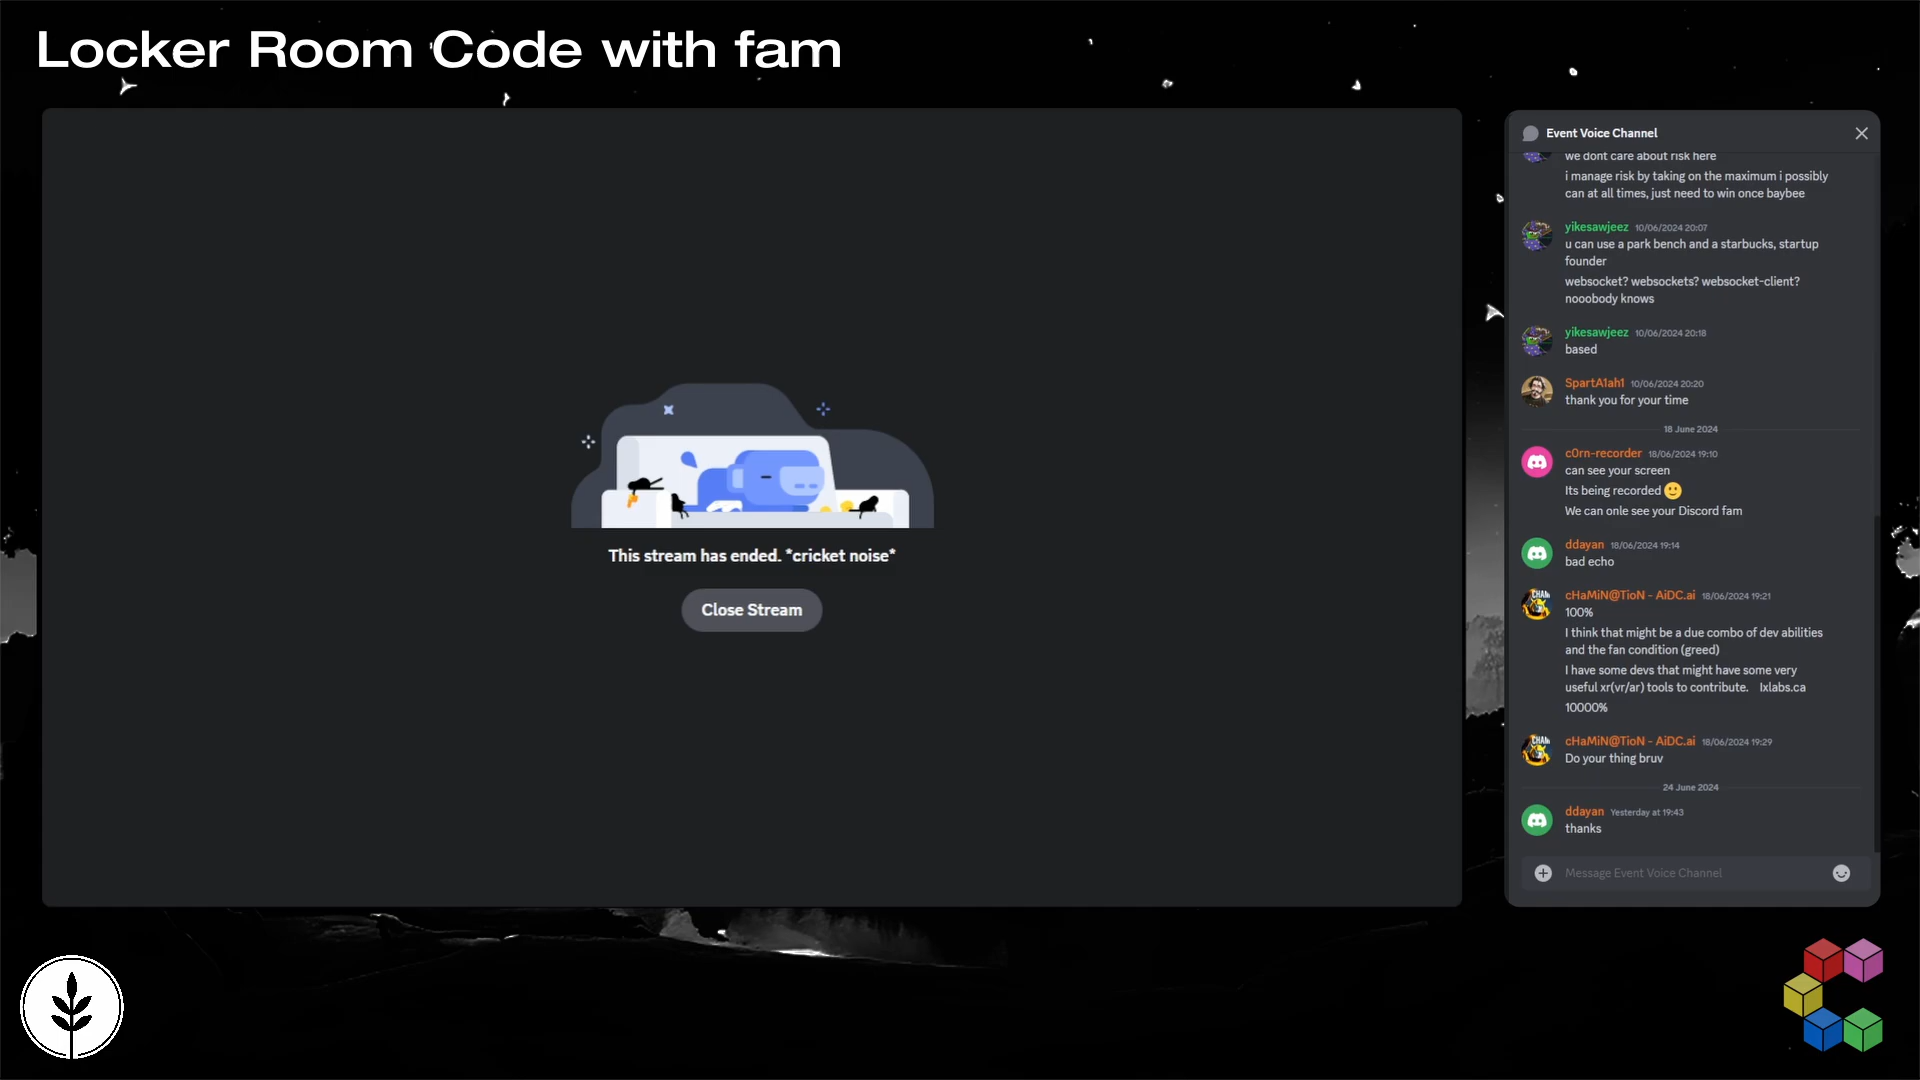 Locker Room Code with fam
This stream has ended. *cricket noise*
Close Stream
Event Voice Channel
we dont care about risk here
i manage risk by taking on the maximum i possibly
can at all times, just need to win once baybee
yikesawjeez 10/06/2024 20:07
u can use a park bench and a starbucks, startup
founder
websocket? websockets? websocket-client?
nooobody knows
yikesawjeez 10/06/2024 20:18
based
SpartA1ah1 10/06/2024 20:20
thank you for your time
18 June 2024
c0rn-recorder 18/06/2024 19:10
can see your screen
Its being recorded
We can onle see your Discord fam
ddayan 18/06/2024 19:14
bad echo
cHaMiN@TioN - AiDC.ai 18/06/2024 19:21
100%
I think that might be a due combo of dev abilities
and the fan condition (greed)
I have some devs that might have some very
useful xr(vr/ar) tools to contribute. lxlabs.ca
10000%
cHaMiN@TioN - AiDC.ai 18/06/2024 19:29
Do your thing bruv
24 June 2024
ddayan Yesterday at 19:43
thanks
Message Event Voice Channel